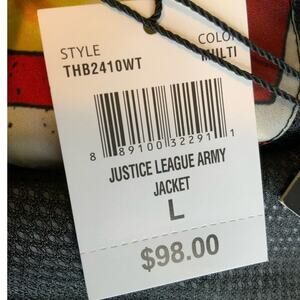 STYLE
THB2410WT
COLOR
MULTI
8 89100 32291 1
JUSTICE LEAGUE ARMY
JACKET
L
$98.00